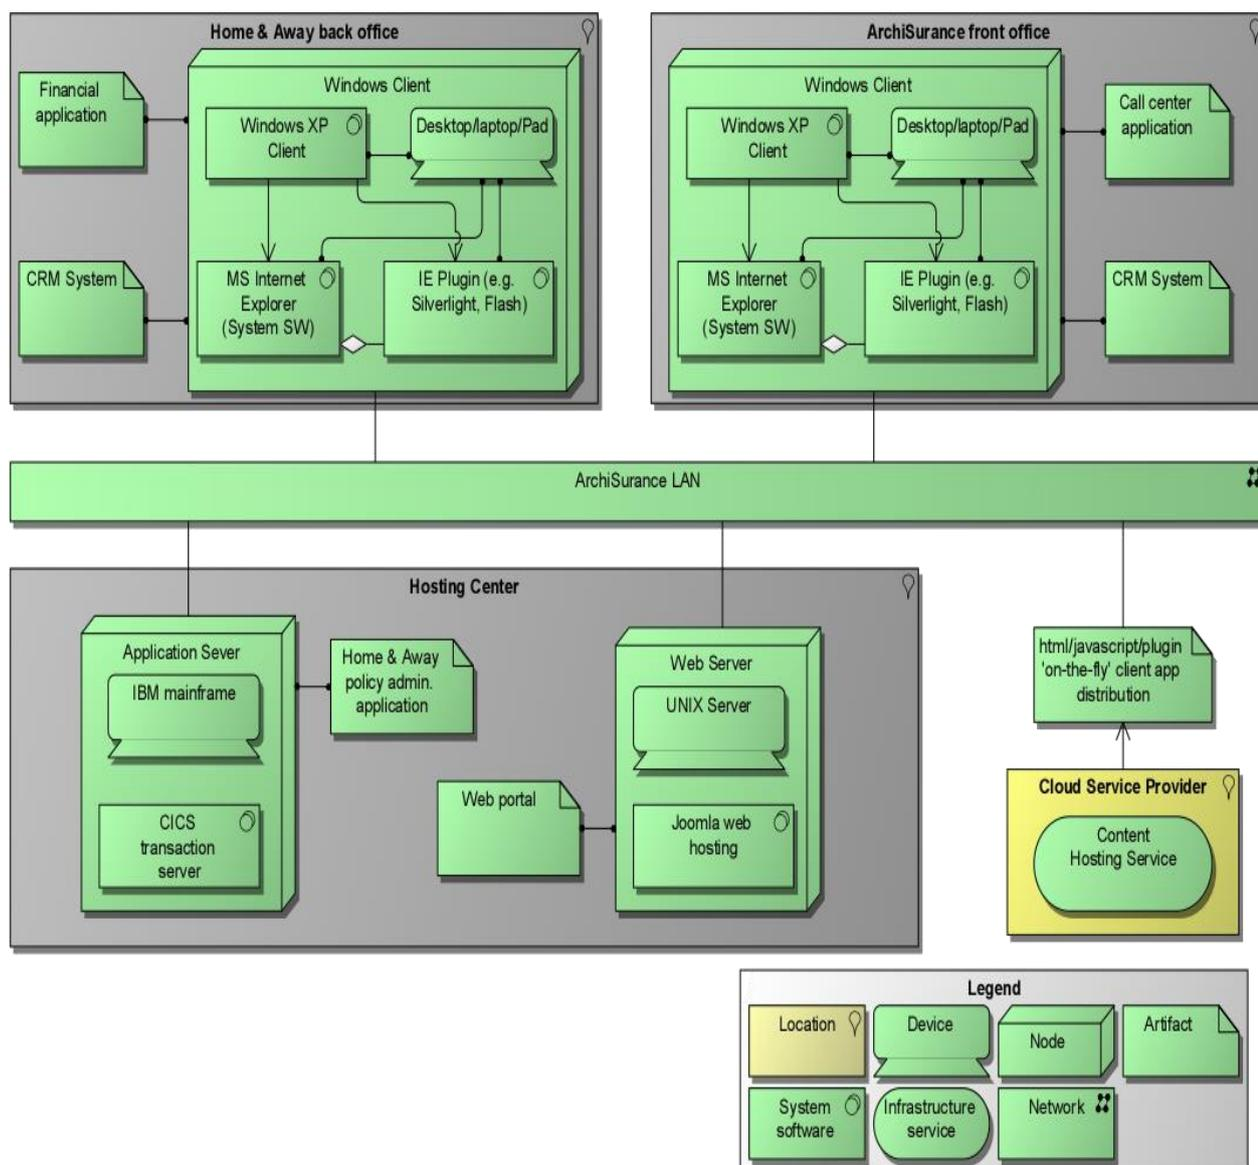 Home & Away back office
Financial
application
CRM System
Windows Client
Windows XP
Client
Desktop/laptop/Pad
MS Internet
Explorer
(System SW)
IE Plugin (e.g.
Silverlight, Flash)
ArchiSurance front office
Windows Client
Windows XP
Client
Desktop/laptop/Pad
MS Internet
Explorer
(System SW)
IE Plugin (e.g.
Silverlight, Flash)
Call center
application
CRM System
ArchiSurance LAN
Hosting Center
Application Sever
IBM mainframe
CICS
transaction
server
Home & Away
policy admin.
application
Web portal
Web Server
UNIX Server
Joomla web
hosting
html/javascript/plugin
'on-the-fly' client app
distribution
Cloud Service Provider
Content
Hosting Service
Legend
Location
Device
Node
Artifact
System
software
Infrastructure
service
Network